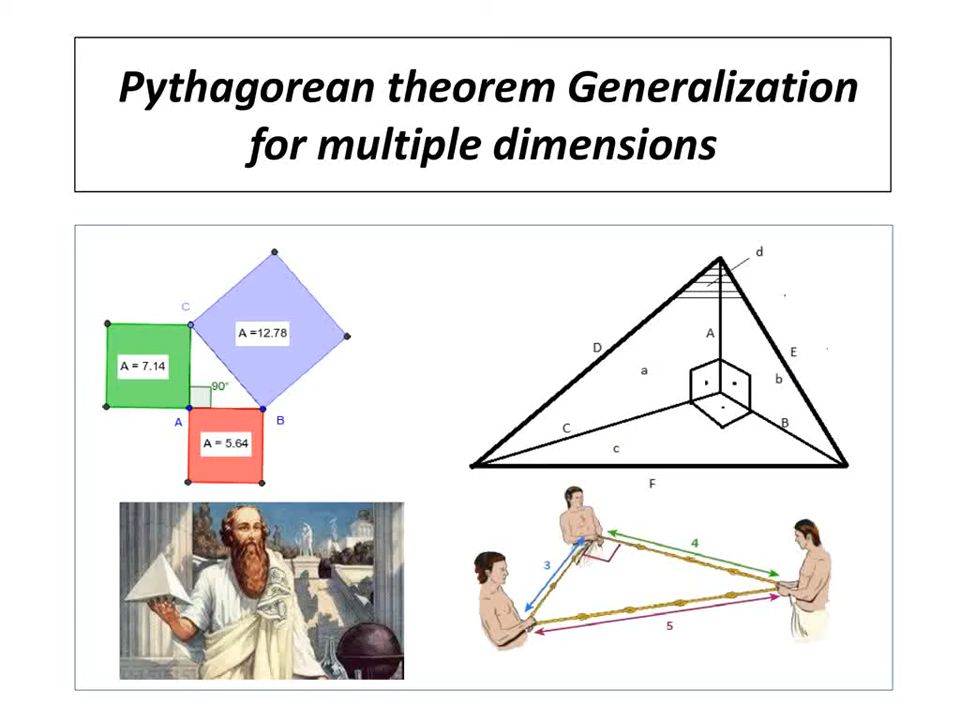 Pythagorean theorem Generalization
for multiple dimensions
C
A =12.78
A = 7.14
90°
A
B
A = 5.64
d
A
D
E
a
b
C
B
c
F
3
4
5